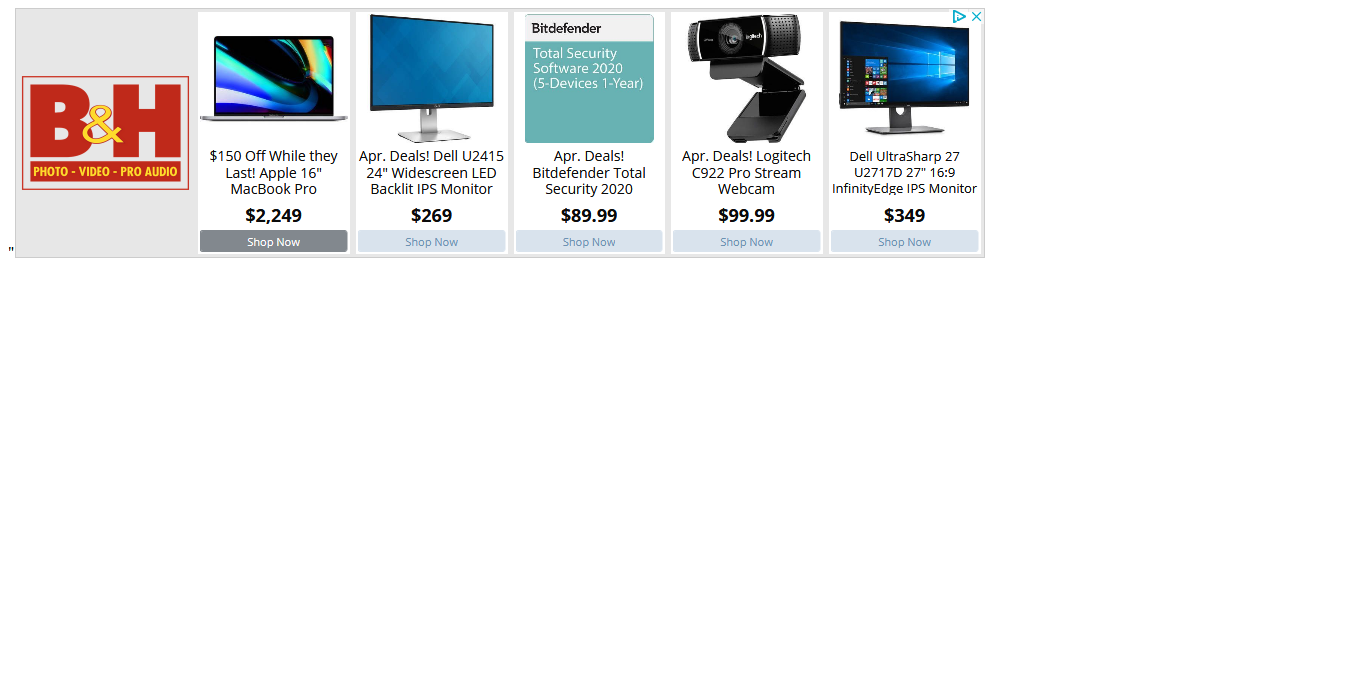 B&H
PHOTO - VIDEO - PRO AUDIO
$150 Off While they
Last! Apple 16"
MacBook Pro
$2,249
Shop Now
Apr. Deals! Dell U2415
24" Widescreen LED
Backlit IPS Monitor
$269
Shop Now
Bitdefender
Total Security
Software 2020
(5-Devices 1-Year)
Apr. Deals!
Bitdefender Total
Security 2020
$89.99
Shop Now
logitech
Apr. Deals! Logitech
C922 Pro Stream
Webcam
$99.99
Shop Now
Dell UltraSharp 27
U2717D 27" 16:9
InfinityEdge IPS Monitor
$349
Shop Now
"